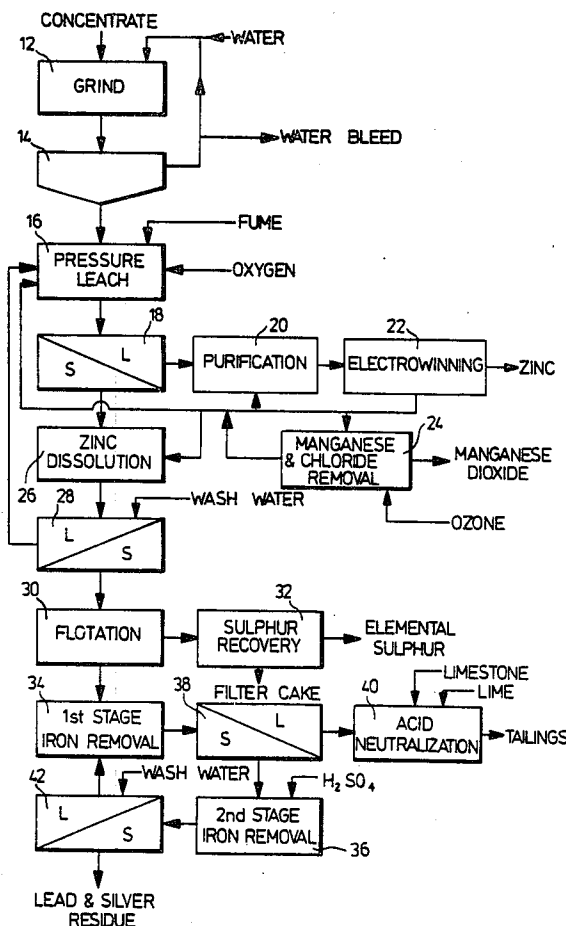 CONCENTRATE
WATER
12
GRIND
WATER BLEED
14
FUME
16
PRESSURE
LEACH
OXYGEN
18
S
L
20
PURIFICATION
22
ELECTROWINNING
ZINC
ZINC
DISSOLUTION
26
MANGANESE
& CHLORIDE
REMOVAL
24
MANGANESE
DIOXIDE
WASH WATER
28
L
S
OZONE
30
FLOTATION
32
SULPHUR
RECOVERY
ELEMENTAL
SULPHUR
34
1st STAGE
IRON REMOVAL
FILTER CAKE
38
S
L
LIMESTONE
LIME
40
ACID
NEUTRALIZATION
TAILINGS
WASH WATER
H2SO4
42
L
S
2nd STAGE
IRON REMOVAL
36
LEAD & SILVER
RESIDUE